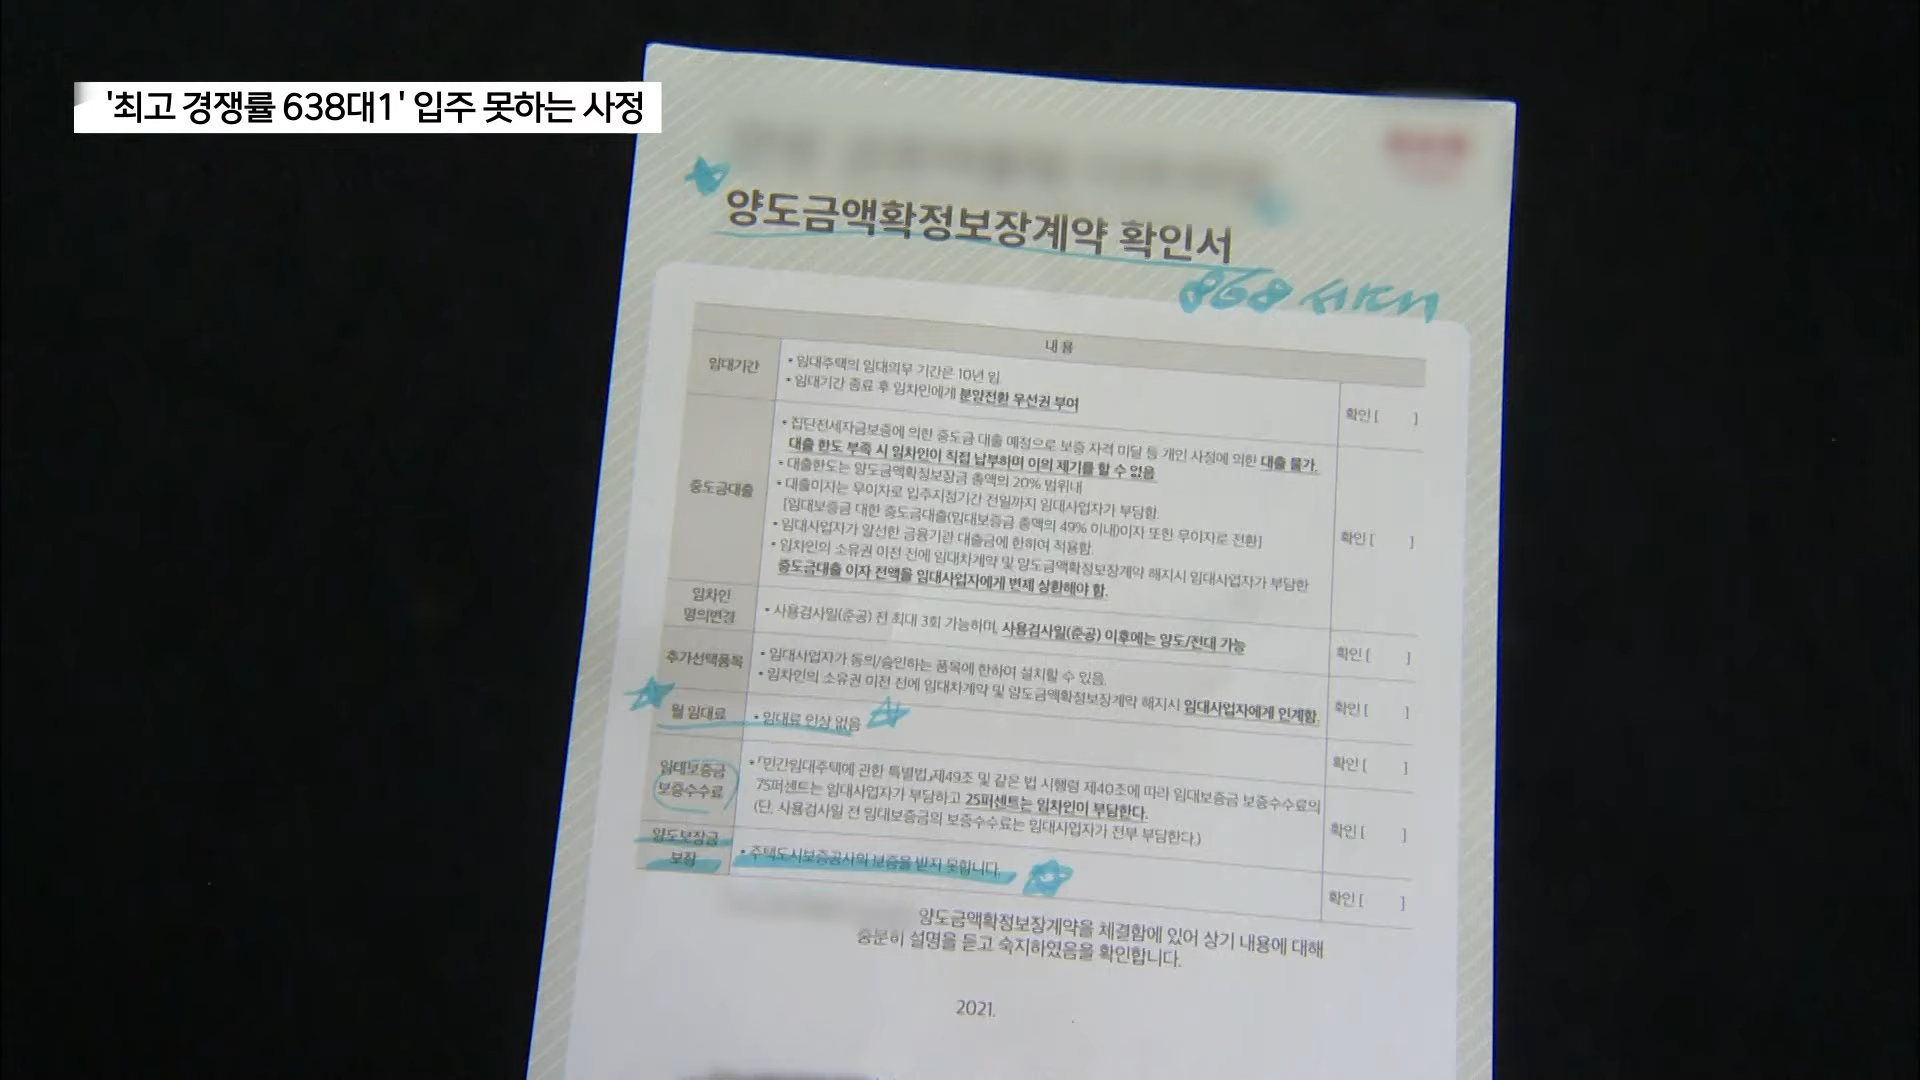 '최고 경쟁률 638대1' 입주 못하는 사정
양도금액확정보장계약 확인서
868 세대
내 용
임대기간
• 임대주택의 임대의무 기간은 10년 임
• 임대기간 종료 후 임차인에게 분양전환 우선권 부여
확인 [ ]
중도금대출
• 집단전세자금보증에 의한 중도금 대출 예정으로 보증 자격 미달 등 개인 사정에 의한 대출 불가,
대출 한도 부족 시 임차인이 직접 납부하며 이의 제기를 할 수 없음
• 대출한도는 양도금액확정보장금 총액의 20% 범위내
• 대출이자는 무이자로 입주지정기간 전일까지 임대사업자가 부담함.
[임대보증금 대한 중도금대출(임대보증금 총액의 49% 이내)이자 또한 무이자로 전환]
• 임대사업자가 알선한 금융기관 대출금에 한하여 적용함.
• 임차인의 소유권 이전 전에 임대차계약 및 양도금액확정보장계약 해지시 임대사업자가 부담한
중도금대출 이자 전액을 임대사업자에게 변제 상환해야 함.
확인 [ ]
임차인
명의변경
• 사용검사일(준공) 전 최대 3회 가능하며, 사용검사일(준공) 이후에는 양도/전대 가능
확인 [ ]
추가선택품목
• 임대사업자가 동의/승인하는 품목에 한하여 설치할 수 있음.
• 임차인의 소유권 이전 전에 임대차계약 및 양도금액확정보장계약 해지시 임대사업자에게 인계함.
확인 [ ]
월 임대료
• 임대료 인상 없음
확인 [ ]
임대보증금
보증수수료
• 「민간임대주택에 관한 특별법」제49조 및 같은 법 시행령 제40조에 따라 임대보증금 보증수수료의
75퍼센트는 임대사업자가 부담하고 25퍼센트는 임차인이 부담한다.
(단, 사용검사일 전 임대보증금의 보증수수료는 임대사업자가 전부 부담한다.)
확인 [ ]
양도보장금
보장
• 주택도시보증공사의 보증을 받지 못합니다.
확인 [ ]
양도금액확정보장계약을 체결함에 있어 상기 내용에 대해
충분히 설명을 듣고 숙지하였음을 확인합니다.
2021.